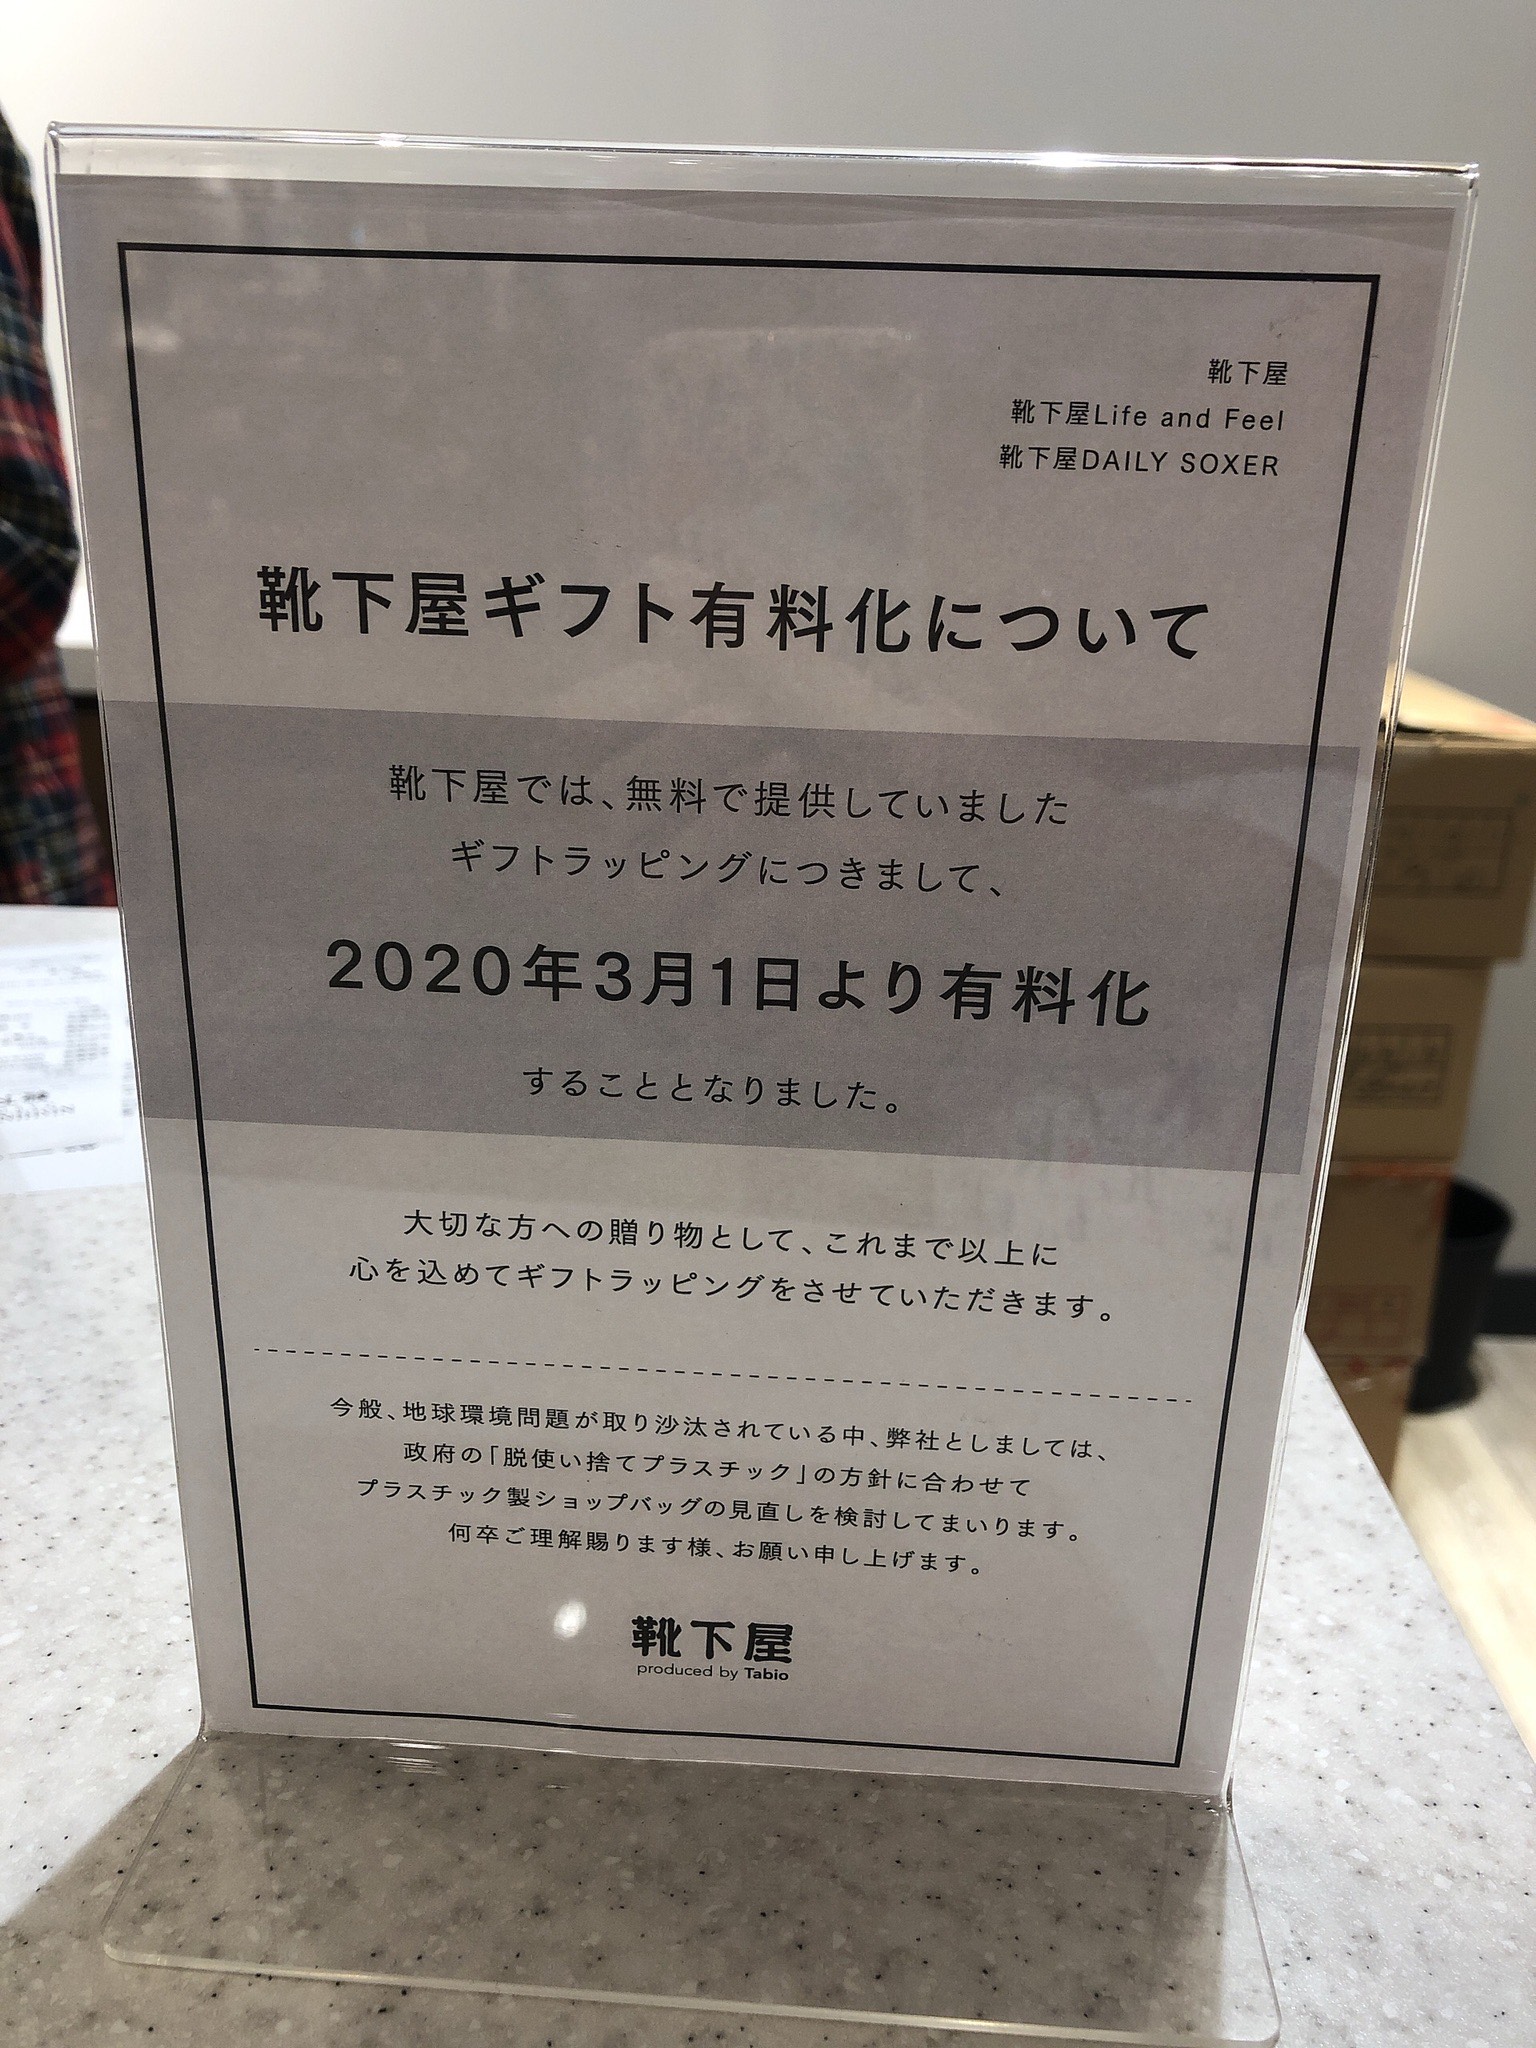 靴下屋
靴下屋Life and Feel
靴下屋DAILY SOXER
靴下屋ギフト有料化について
靴下屋では、無料で提供していました
ギフトラッピングにつきまして、
2020年3月1日より有料化
することとなりました。
大切な方への贈り物として、これまで以上に
心を込めてギフトラッピングをさせていただきます。
今般、地球環境問題が取り沙汰されている中、弊社としましては、
政府の「脱使い捨てプラスチック」の方針に合わせて
プラスチック製ショップバッグの見直しを検討してまいります。
何卒ご理解賜ります様、お願い申し上げます。
靴下屋
produced by Tabio